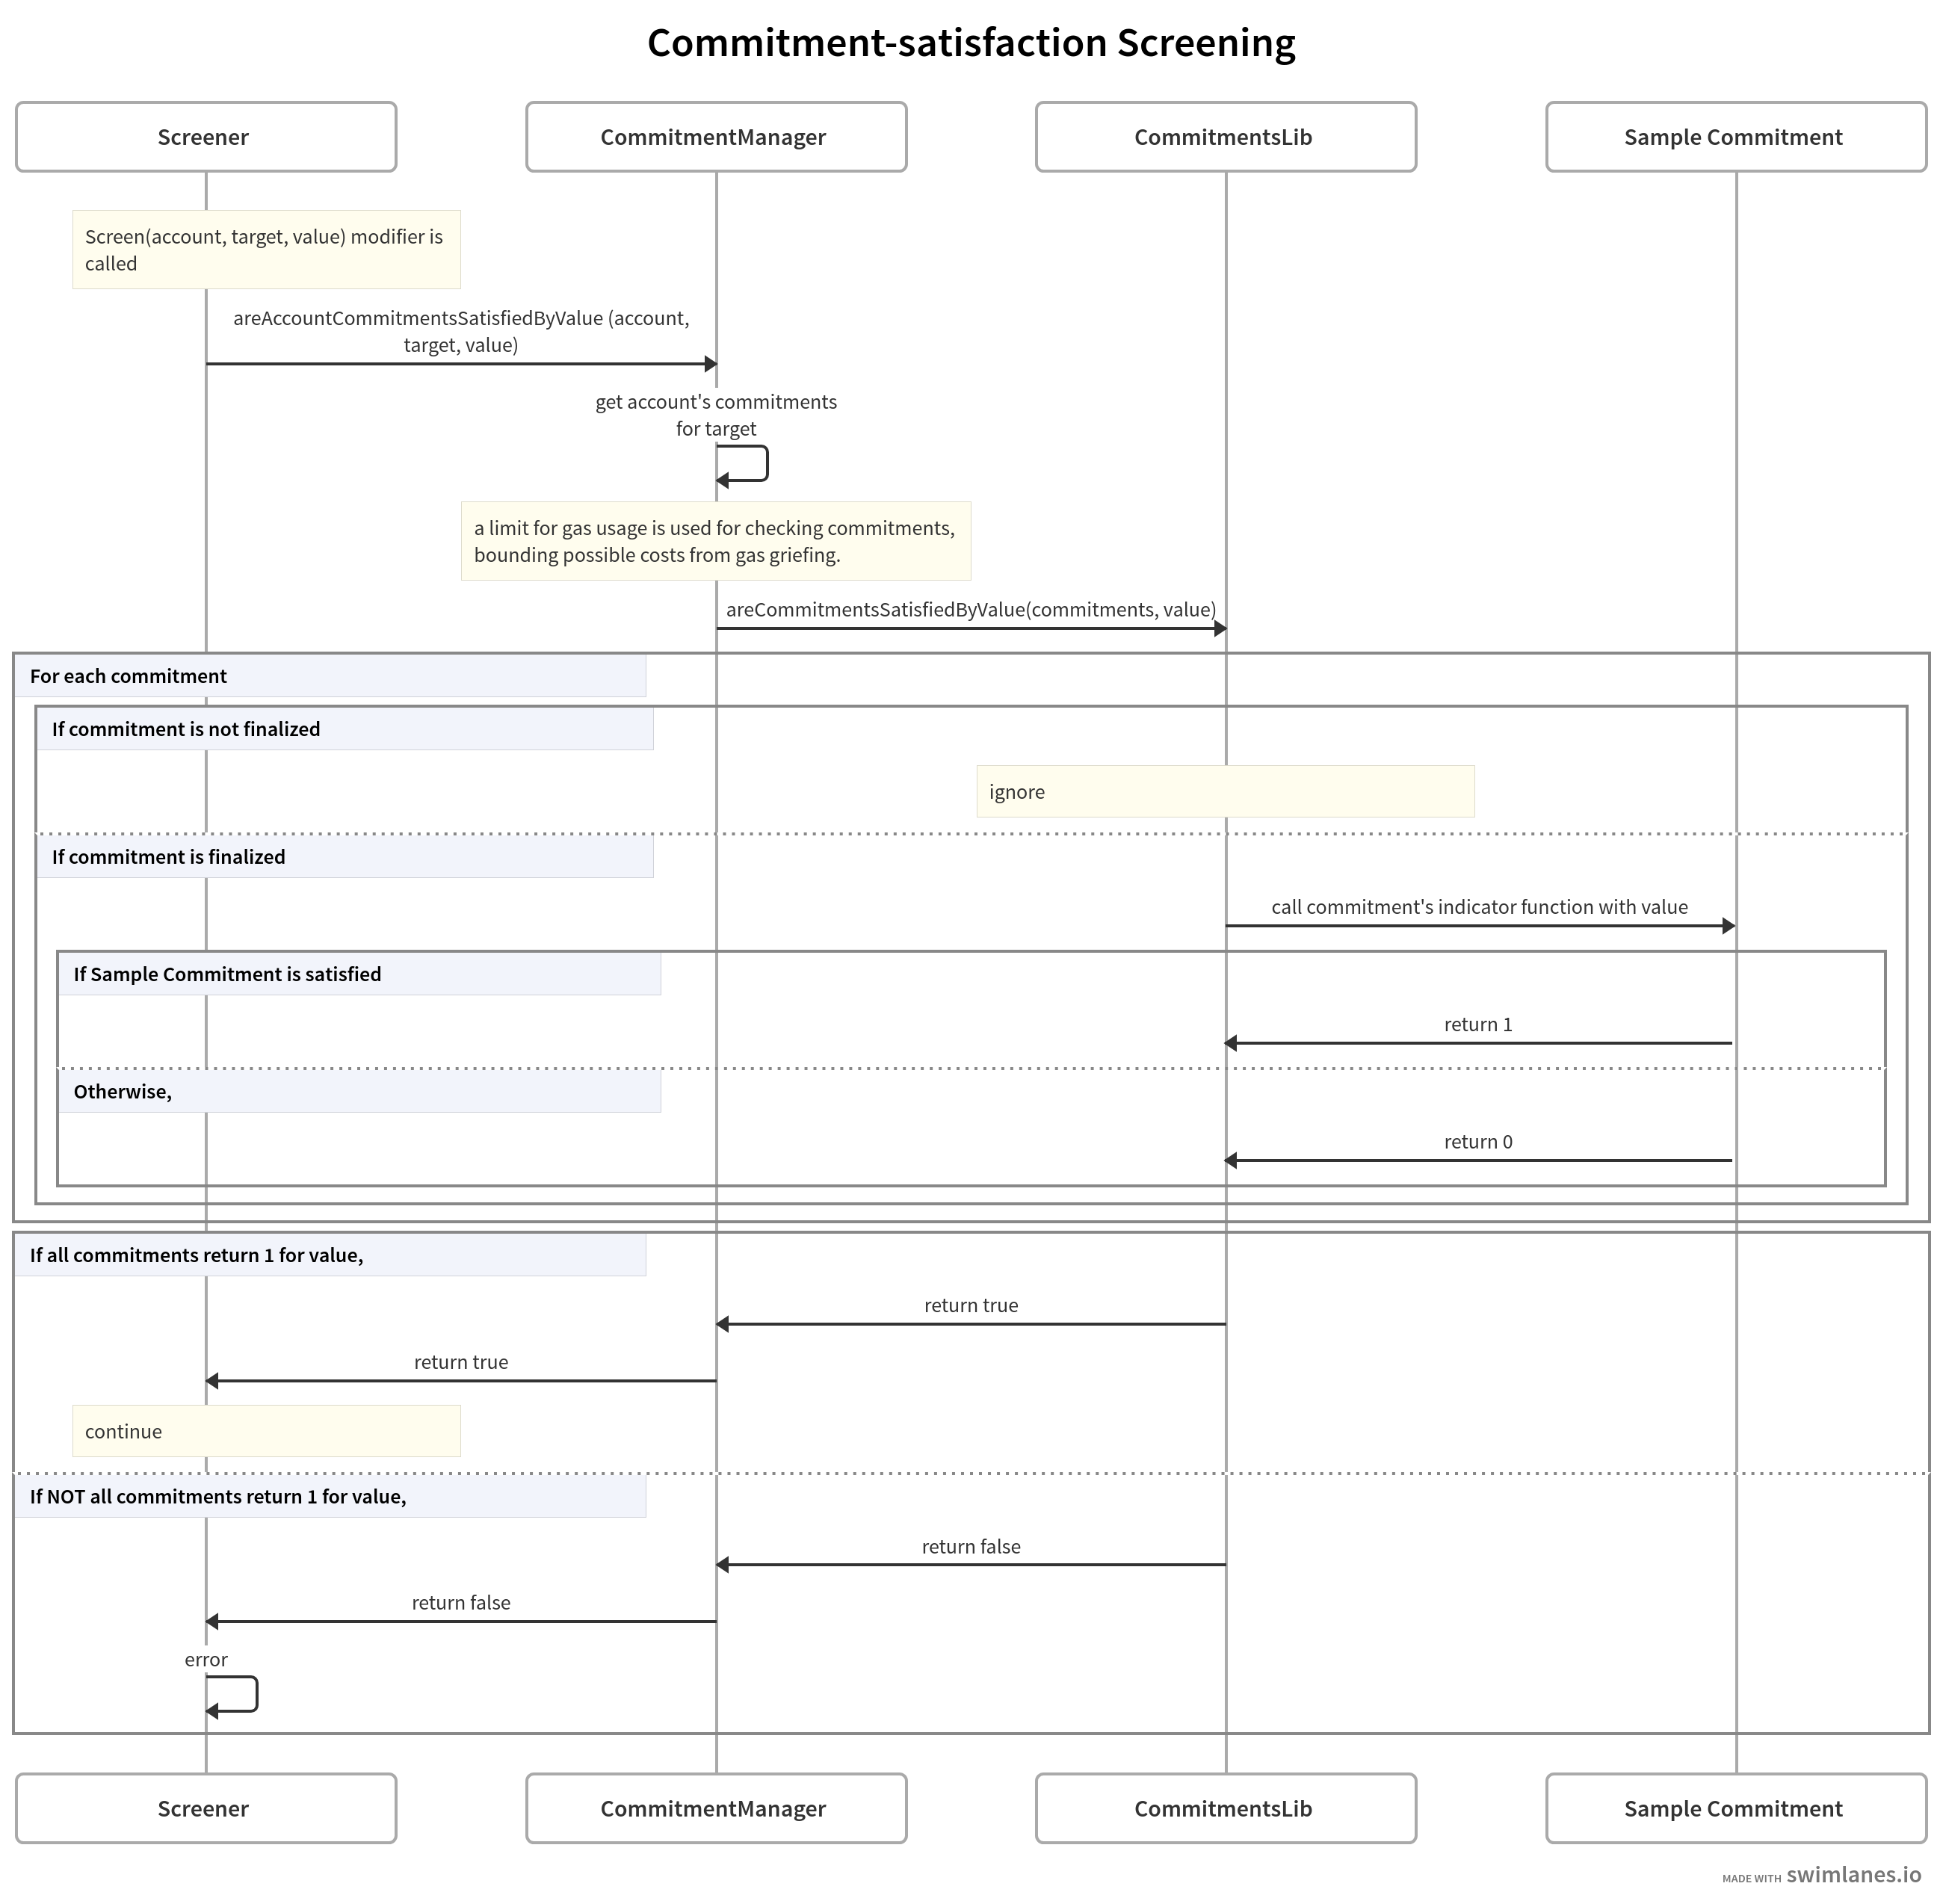 Commitment-satisfaction Screening
Screener
CommitmentManager
CommitmentsLib
Sample Commitment
Screen(account, target, value) modifier is
called
areAccountCommitmentsSatisfiedByValue (account,
target, value)
get account's commitments
for target
a limit for gas usage is used for checking commitments,
bounding possible costs from gas griefing.
areCommitmentsSatisfiedByValue(commitments, value)
For each commitment
If commitment is not finalized
ignore
If commitment is finalized
call commitment's indicator function with value
If Sample Commitment is satisfied
return 1
Otherwise,
return 0
If all commitments return 1 for value,
return true
return true
continue
If NOT all commitments return 1 for value,
return false
return false
error
Screener
CommitmentManager
CommitmentsLib
Sample Commitment
MADE WITH swimlanes.io